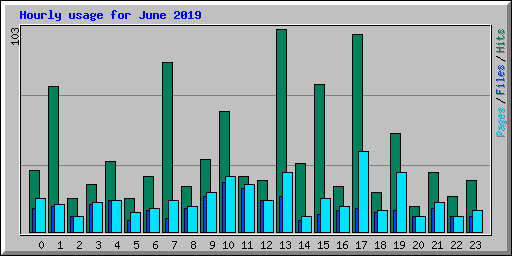 Hourly usage for June 2019
103
Pages/Files/Hits
0 1 2 3 4 5 6 7 8 9 10 11 12 13 14 15 16 17 18 19 20 21 22 23